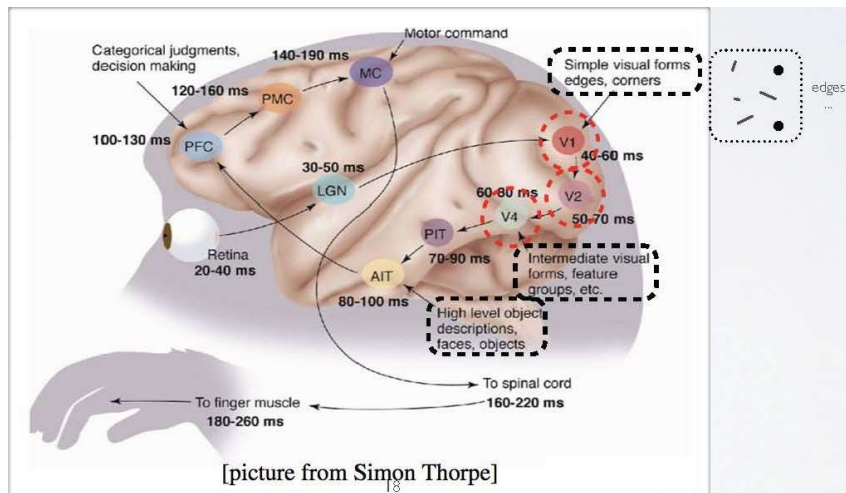 Motor command
Categorical judgments,
decision making
140-190 ms
MC
Simple visual forms
edges, corners
edges
...
120-160 ms
PMC
100-130 ms
PFC
V1
40-60 ms
30-50 ms
LGN
60-80 ms
V2
V4
50-70 ms
PIT
Retina
20-40 ms
70-90 ms
AIT
80-100 ms
Intermediate visual
forms, feature
groups, etc.
High level object
descriptions,
faces, objects
To spinal cord
160-220 ms
To finger muscle
180-260 ms
[picture from Simon Thorpe]
18